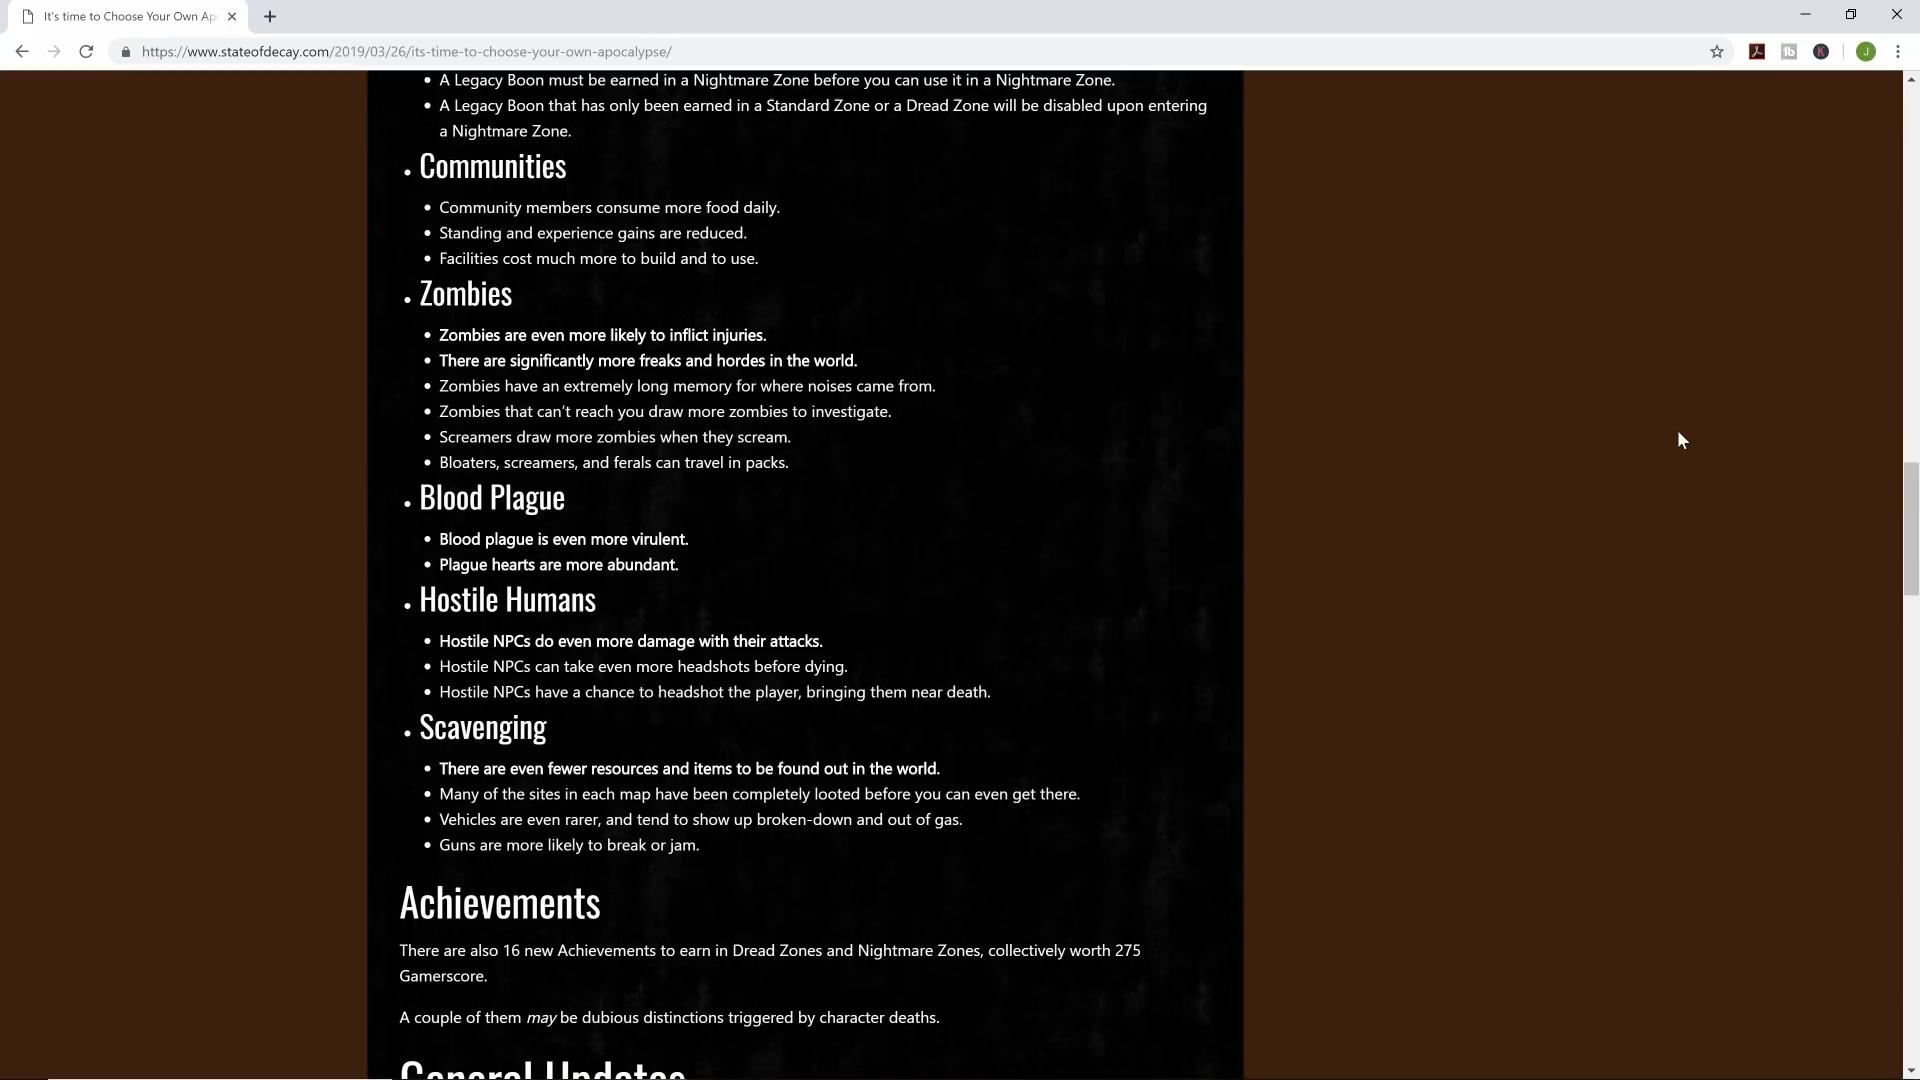 It's time to Choose Your Own Ap
https://www.stateofdecay.com/2019/03/26/its-time-to-choose-your-own-apocalypse/
J
• A Legacy Boon must be earned in a Nightmare Zone before you can use it in a Nightmare Zone.
• A Legacy Boon that has only been earned in a Standard Zone or a Dread Zone will be disabled upon entering
a Nightmare Zone.
• Communities
• Community members consume more food daily.
• Standing and experience gains are reduced.
• Facilities cost much more to build and to use.
• Zombies
• Zombies are even more likely to inflict injuries.
• There are significantly more freaks and hordes in the world.
• Zombies have an extremely long memory for where noises came from.
• Zombies that can't reach you draw more zombies to investigate.
• Screamers draw more zombies when they scream.
• Bloaters, screamers, and ferals can travel in packs.
• Blood Plague
• Blood plague is even more virulent.
• Plague hearts are more abundant.
• Hostile Humans
• Hostile NPCs do even more damage with their attacks.
• Hostile NPCs can take even more headshots before dying.
• Hostile NPCs have a chance to headshot the player, bringing them near death.
• Scavenging
• There are even fewer resources and items to be found out in the world.
• Many of the sites in each map have been completely looted before you can even get there.
• Vehicles are even rarer, and tend to show up broken-down and out of gas.
• Guns are more likely to break or jam.
Achievements
There are also 16 new Achievements to earn in Dread Zones and Nightmare Zones, collectively worth 275
Gamerscore.
A couple of them may be dubious distinctions triggered by character deaths.
General Updates